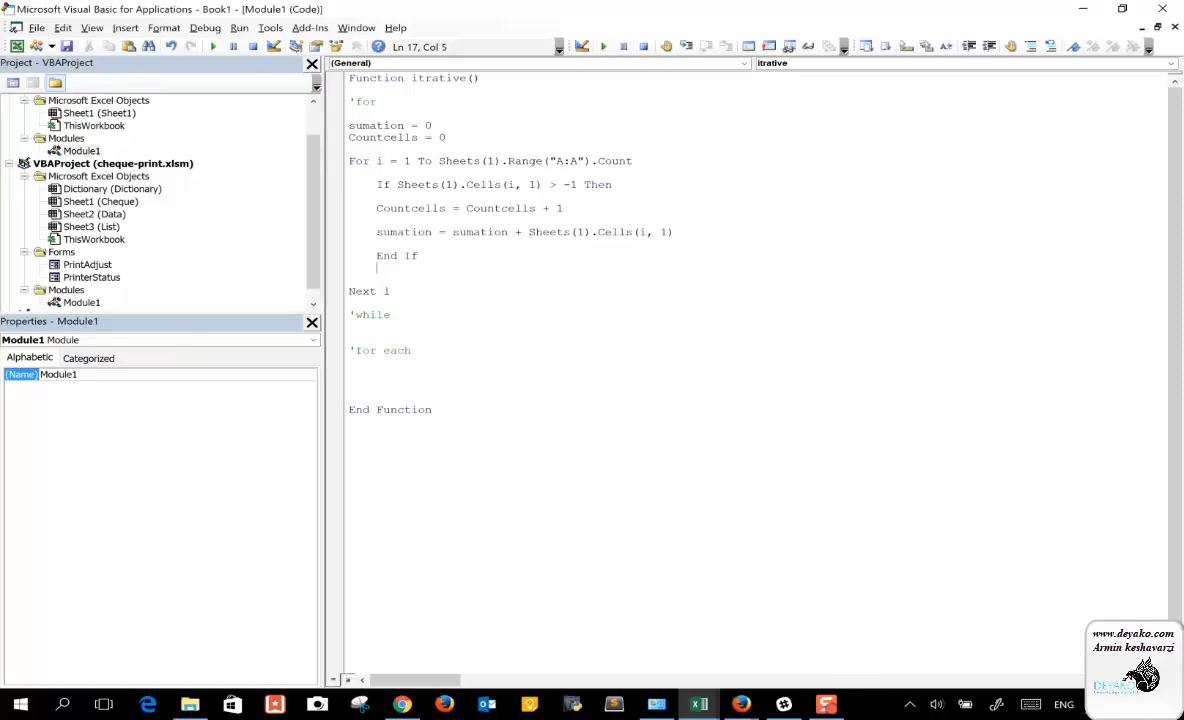 Microsoft Visual Basic for Applications - Book1 - [Module1 (Code)]
File Edit View Insert Format Debug Run Tools Add-Ins Window Help
Ln 17, Col 5
Project - VBAProject
(General)
itrative
Microsoft Excel Objects
Sheet1 (Sheet1)
ThisWorkbook
Modules
Module1
VBAProject (cheque-print.xlsm)
Microsoft Excel Objects
Dictionary (Dictionary)
Sheet1 (Cheque)
Sheet2 (Data)
Sheet3 (List)
ThisWorkbook
Forms
PrintAdjust
PrinterStatus
Modules
Module1
Properties - Module1
Module1 Module
Alphabetic Categorized
(Name) Module1
Function itrative()
'for
sumation = 0
Countcells = 0
For i = 1 To Sheets(1).Range("A:A").Count
If Sheets(1).Cells(i, 1) > -1 Then
Countcells = Countcells + 1
sumation = sumation + Sheets(1).Cells(i, 1)
End If
Next i
'while
'for each
End Function
www.deyako.com
Armin keshavarzi
DEYAKO
ENG